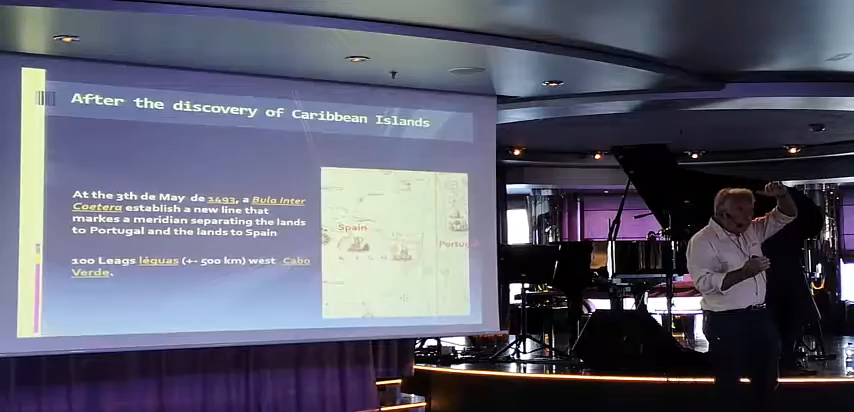 After the discovery of Caribbean Islands
At the 3th de May de 1493, a Bula Inter
Coetera establish a new line that
markes a meridian separating the lands
to Portugal and the lands to Spain
100 Leags léguas (+- 500 km) west Cabo
Verde.
Spain
Portugal